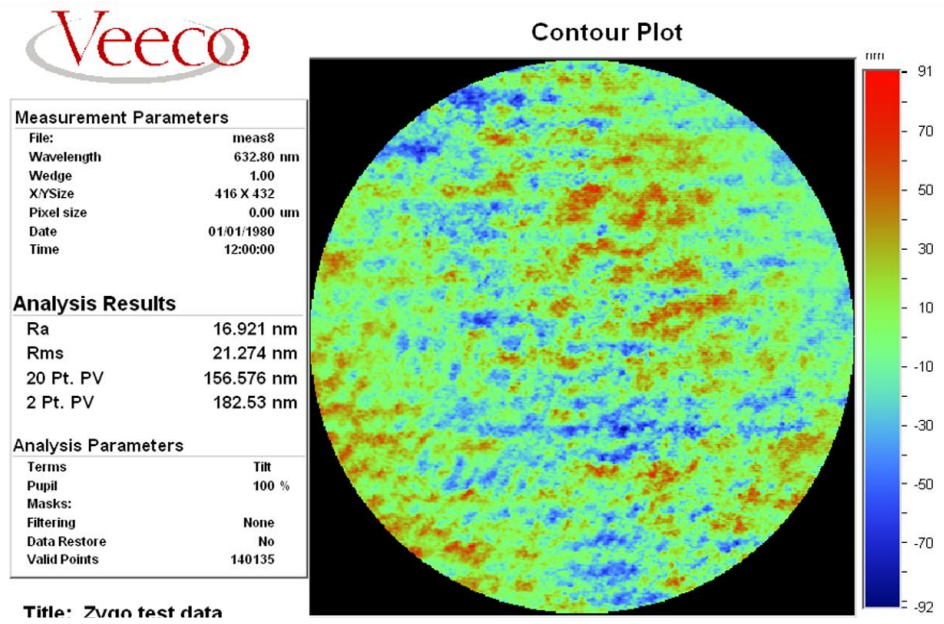 Veeco
Contour Plot
Measurement Parameters
File: meas8
Wavelength 632.80 nm
Wedge 1.00
X/YSize 416 X 432
Pixel size 0.00 um
Date 01/01/1980
Time 12:00:00
Analysis Results
Ra 16.921 nm
Rms 21.274 nm
20 Pt. PV 156.576 nm
2 Pt. PV 182.53 nm
Analysis Parameters
Terms Tilt
Pupil 100 %
Masks:
Filtering None
Data Restore No
Valid Points 140135
Title: Zygo test data
nm
91
70
50
30
10
-10
-30
-50
-70
-92